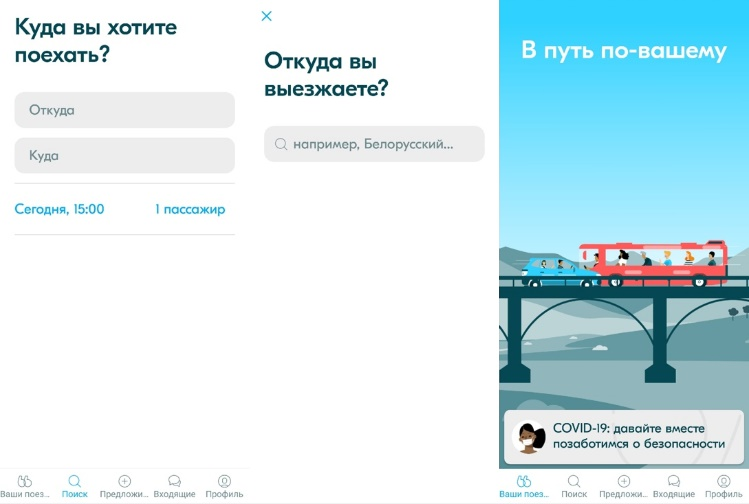 Куда вы хотите
поехать?
Откуда
Куда
Сегодня, 15:00
1 пассажир
Ваши поез...
Поиск
Предложи...
Входящие
Профиль
Откуда вы
выезжаете?
например, Белорусский...
В путь по-вашему
COVID-19: давайте вместе
позаботимся о безопасности
Ваши поез...
Поиск
Предложи...
Входящие
Профиль